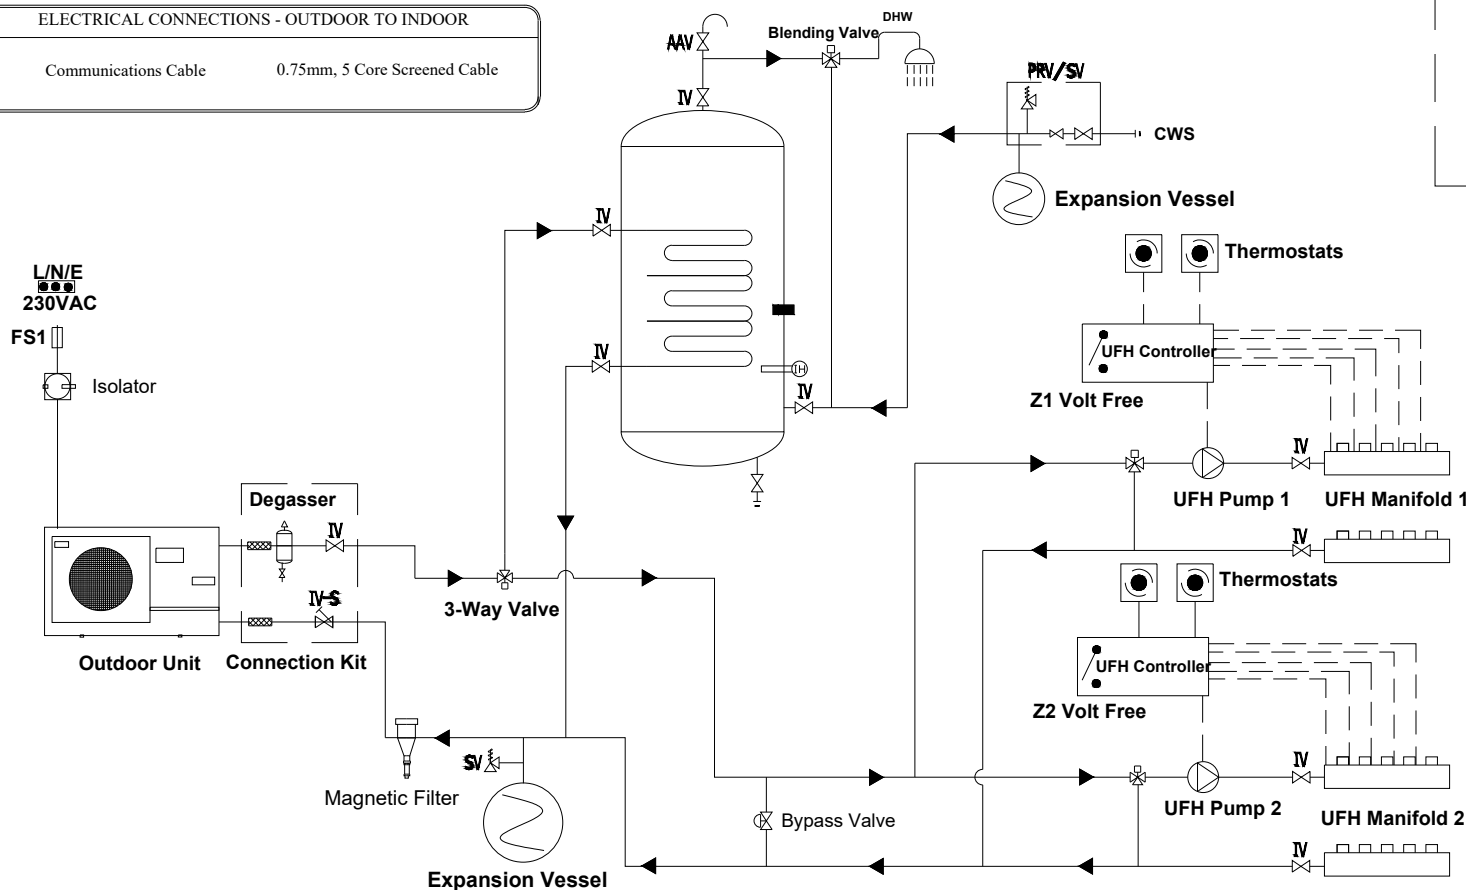 ELECTRICAL CONNECTIONS - OUTDOOR TO INDOOR
Communications Cable 0.75mm, 5 Core Screened Cable
DHW
Blending Valve
AAV
IV
PRV/SV
CWS
Expansion Vessel
IV
Thermostats
L/N/E
230VAC
FS1
Isolator
UFH Controller
IV
IH
IV
Z1 Volt Free
IV
UFH Pump 1
UFH Manifold 1
Degasser
IV
IV
Thermostats
IV-S
3-Way Valve
Outdoor Unit
Connection Kit
UFH Controller
Z2 Volt Free
SV
IV
Magnetic Filter
UFH Pump 2
UFH Manifold 2
Bypass Valve
IV
Expansion Vessel